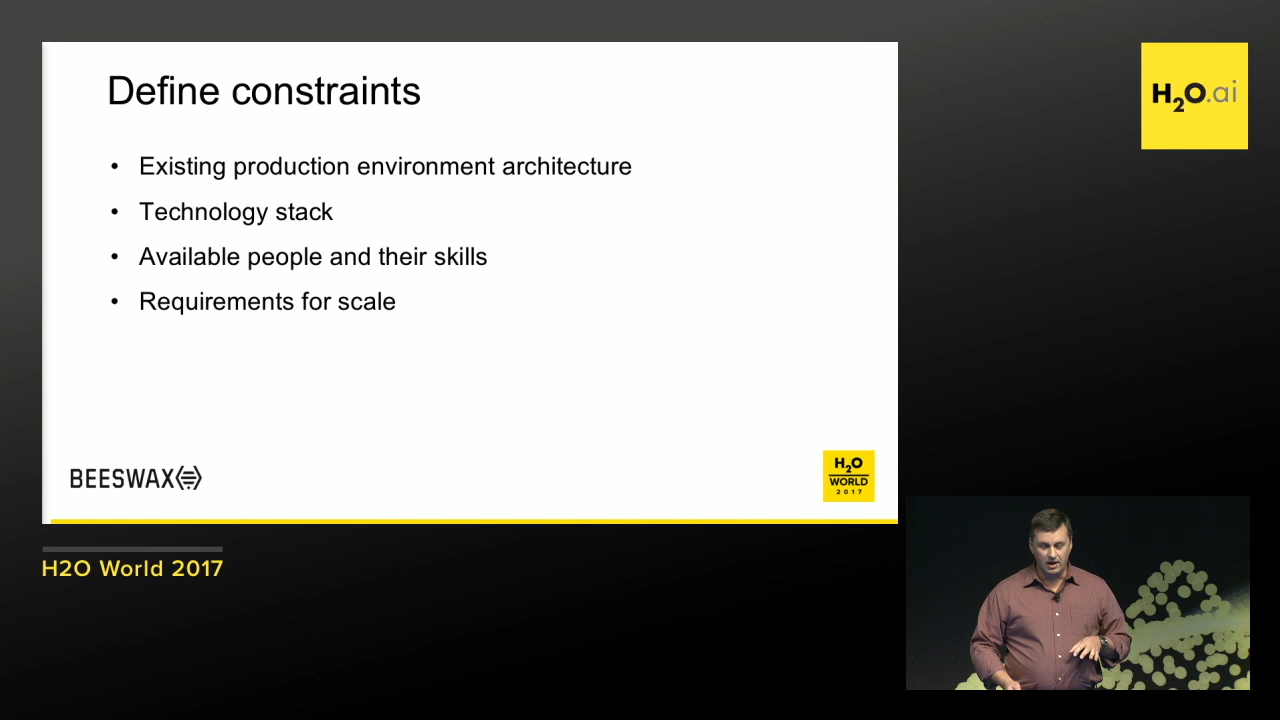 Define constraints
• Existing production environment architecture
• Technology stack
• Available people and their skills
• Requirements for scale
BEESWAX
H2O
WORLD
2017
H2O.ai
H2O World 2017